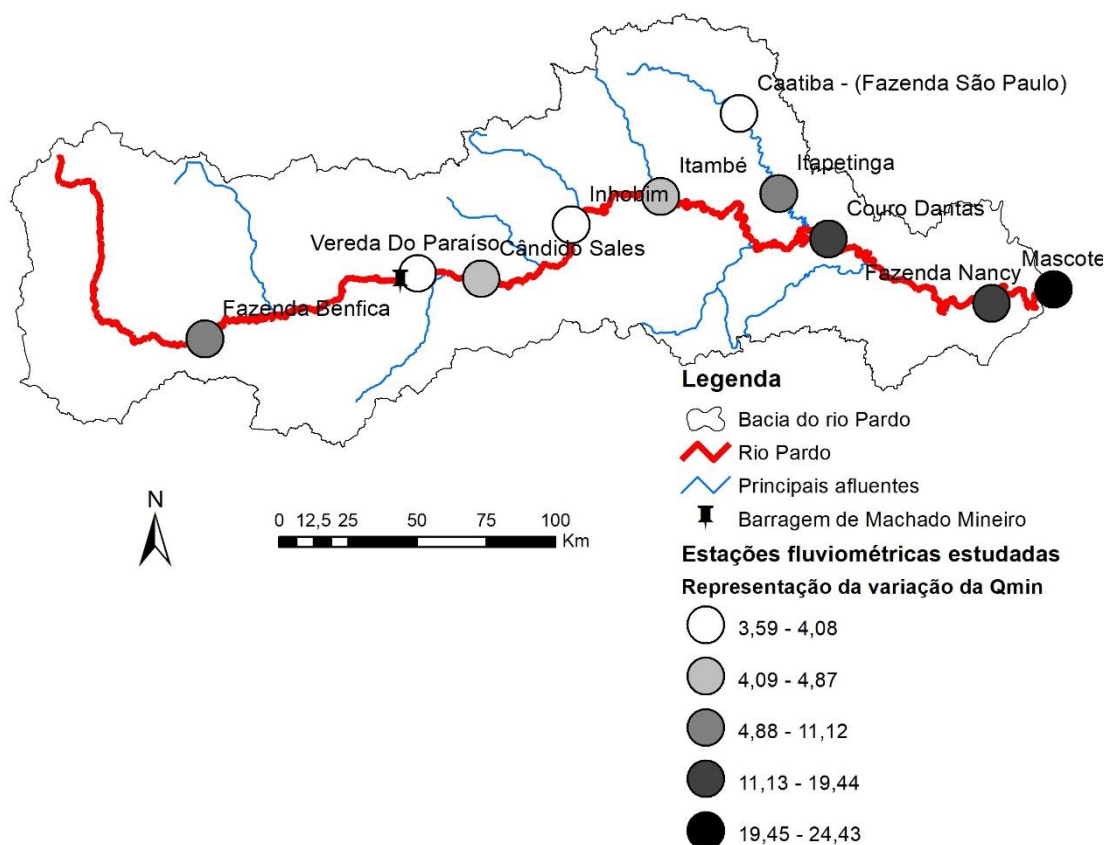 Caatiba - (Fazenda São Paulo)
Itambé
Itapetinga
Inhobim
Couro Dantas
Vereda Do Paraíso
Cândido Sales
Mascote
Fazenda Nancy
Fazenda Benfica
Legenda
Bacia do rio Pardo
Rio Pardo
Principais afluentes
Barragem de Machado Mineiro
N
0 12,5 25 50 75 100
Km
Estações fluviométricas estudadas
Representação da variação da Qmin
3,59 - 4,08
4,09 - 4,87
4,88 - 11,12
11,13 - 19,44
19,45 - 24,43